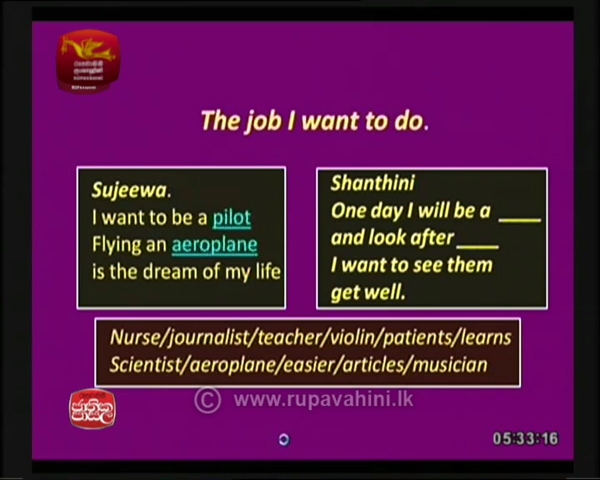 The job I want to do.
Sujeewa.
I want to be a pilot
Flying an aeroplane
is the dream of my life
Shanthini
One day I will be a ____
and look after ____
I want to see them
get well.
Nurse/journalist/teacher/violin/patients/learns
Scientist/aeroplane/easier/articles/musician
© www.rupavahini.lk
05:33:16